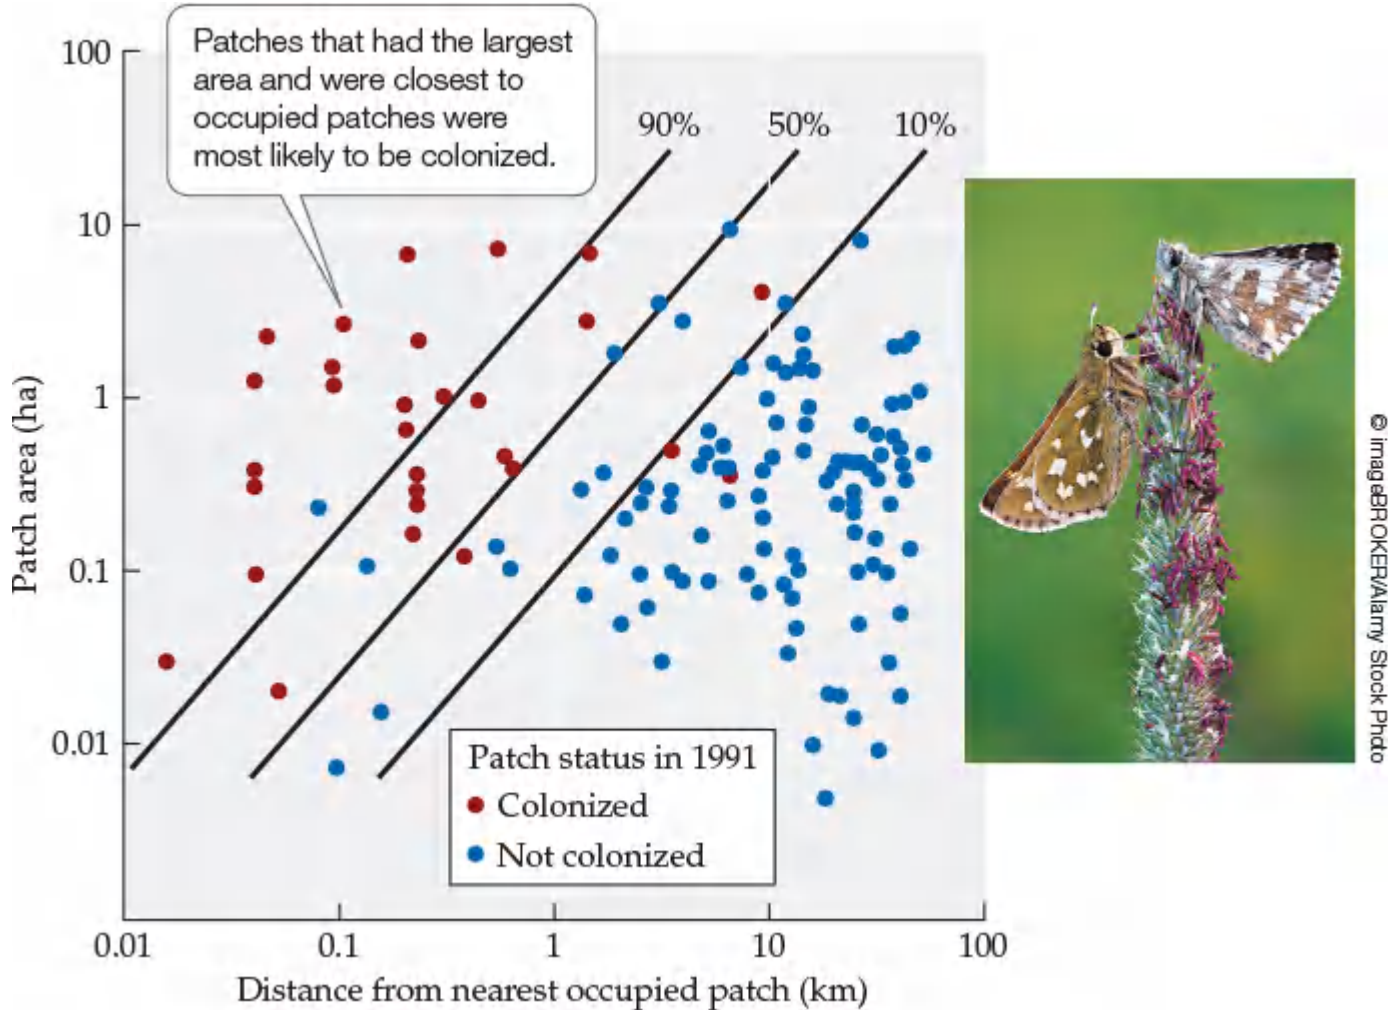 Patches that had the largest
area and were closest to
occupied patches were
most likely to be colonized.
100
10
1
0.1
0.01
90%
50%
10%
Patch area (ha)
Patch status in 1991
Colonized
Not colonized
0.01
0.1
1
10
100
Distance from nearest occupied patch (km)
© imageBROKER/Alamy Stock Photo